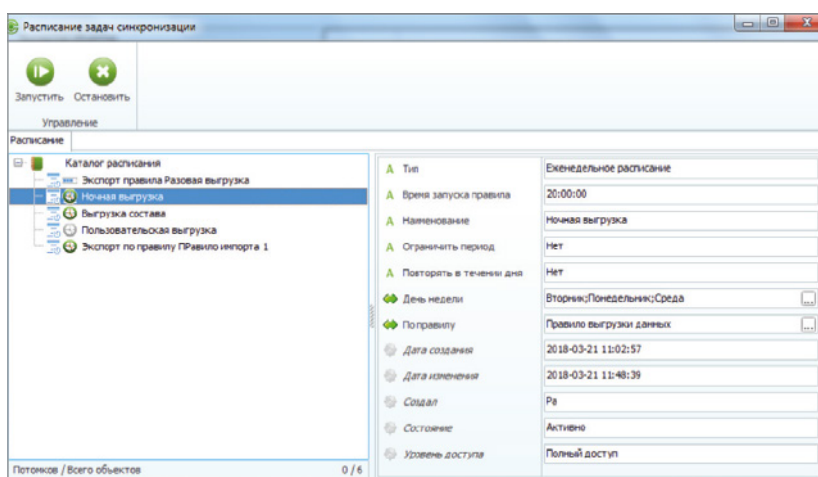 Расписание задач синхронизации
Запустить Остановить
Управление
Расписание
Каталог расписания
Экспорт правила Разовая выгрузка
Ночная выгрузка
Выгрузка состава
Пользовательская выгрузка
Экспорт по правилу ПРавило импорта 1
Потомков / Всего объектов 0 / 6
А Тип Еженедельное расписание
А Время запуска правила 20:00:00
А Наименование Ночная выгрузка
А Ограничить период Нет
А Повторять в течении дня Нет
День недели Вторник;Понедельник;Среда ...
По правилу Правило выгрузки данных ...
Дата создания 2018-03-21 11:02:57
Дата изменения 2018-03-21 11:48:39
Создал Ра
Состояние Активно
Уровень доступа Полный доступ